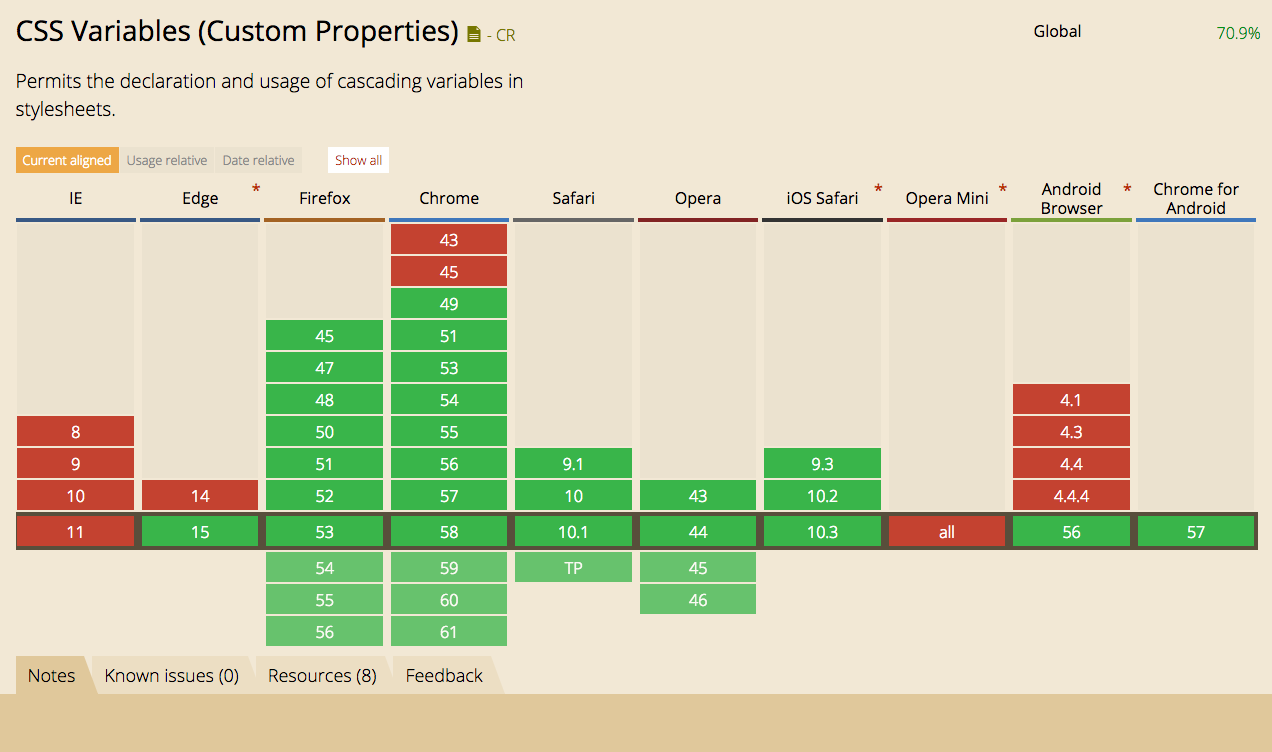 CSS Variables (Custom Properties) - CR Global 70.9%
Permits the declaration and usage of cascading variables in
stylesheets.
Current aligned Usage relative Date relative Show all
IE Edge * Firefox Chrome Safari Opera iOS Safari * Opera Mini * Android Browser * Chrome for Android
43
45
49
45 51
47 53
48 54 4.1
8 50 55 4.3
9 51 56 9.1 9.3 4.4
10 14 52 57 10 43 10.2 4.4.4
11 15 53 58 10.1 44 10.3 all 56 57
54 59 TP 45
55 60 46
56 61
Notes Known issues (0) Resources (8) Feedback